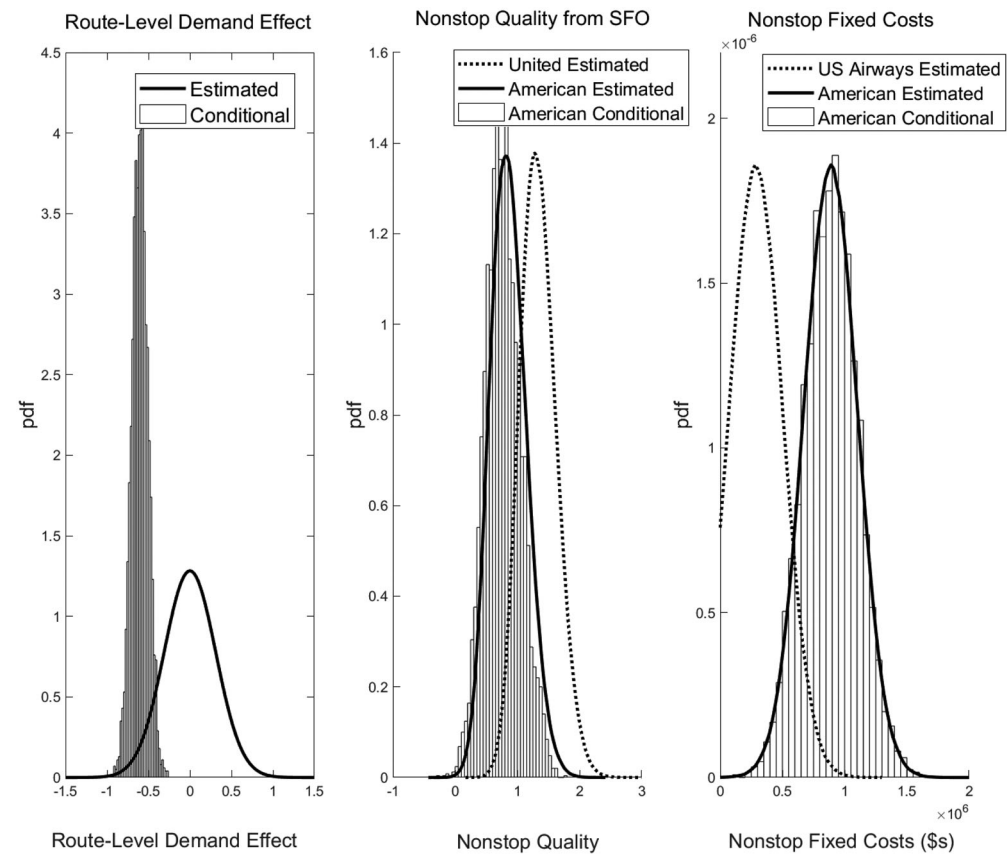 Route-Level Demand Effect
4.5
4
3.5
3
2.5
2
1.5
1
0.5
0
pdf
Estimated
Conditional
-1.5 -1 -0.5 0 0.5 1 1.5
Route-Level Demand Effect
Nonstop Quality from SFO
1.6
1.4
1.2
1
0.8
0.6
0.4
0.2
0
pdf
United Estimated
American Estimated
American Conditional
-1 0 1 2 3
Nonstop Quality
Nonstop Fixed Costs
×10-6
2
1.5
1
0.5
0
pdf
US Airways Estimated
American Estimated
American Conditional
0 0.5 1 1.5 2
×10^6
Nonstop Fixed Costs ($s)